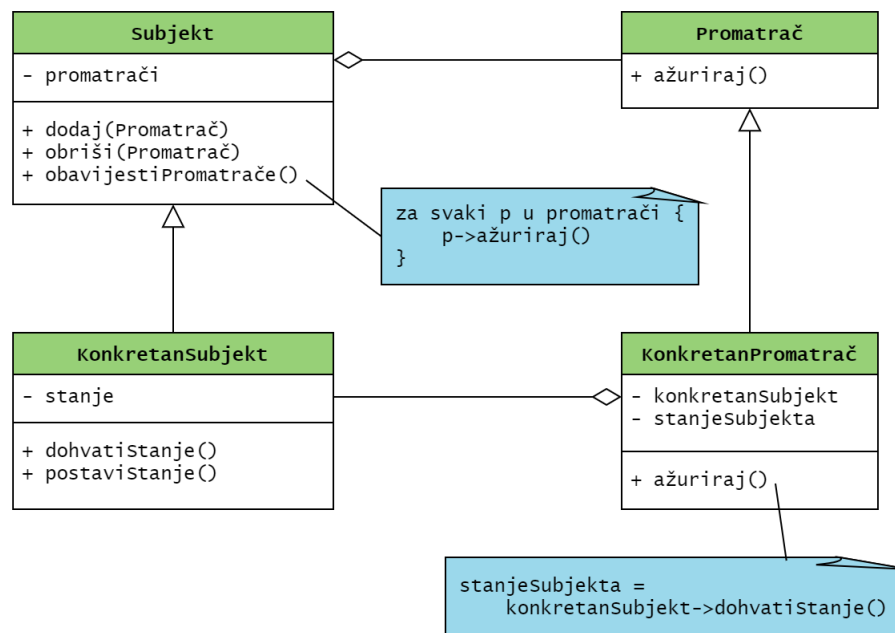 Subjekt
- promatrači
+ dodaj(Promatrač)
+ obriši(Promatrač)
+ obavijestiPromatrače()
Promatrač
+ ažuriraj()
za svaki p u promatrači {
    p->ažuriraj()
}
KonkretanSubjekt
- stanje
+ dohvatiStanje()
+ postaviStanje()
KonkretanPromatrač
- konkretanSubjekt
- stanjeSubjekta
+ ažuriraj()
stanjeSubjekta =
    konkretanSubjekt->dohvatiStanje()